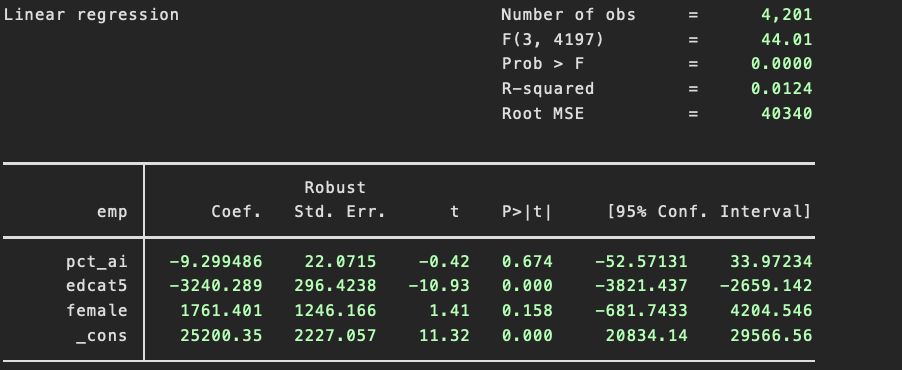 Linear regression Number of obs = 4,201
F(3, 4197) = 44.01
Prob > F = 0.0000
R-squared = 0.0124
Root MSE = 40340
Robust
emp Coef. Std. Err. t P>|t| [95% Conf. Interval]
pct_ai -9.299486 22.0715 -0.42 0.674 -52.57131 33.97234
edcat5 -3240.289 296.4238 -10.93 0.000 -3821.437 -2659.142
female 1761.401 1246.166 1.41 0.158 -681.7433 4204.546
_cons 25200.35 2227.057 11.32 0.000 20834.14 29566.56